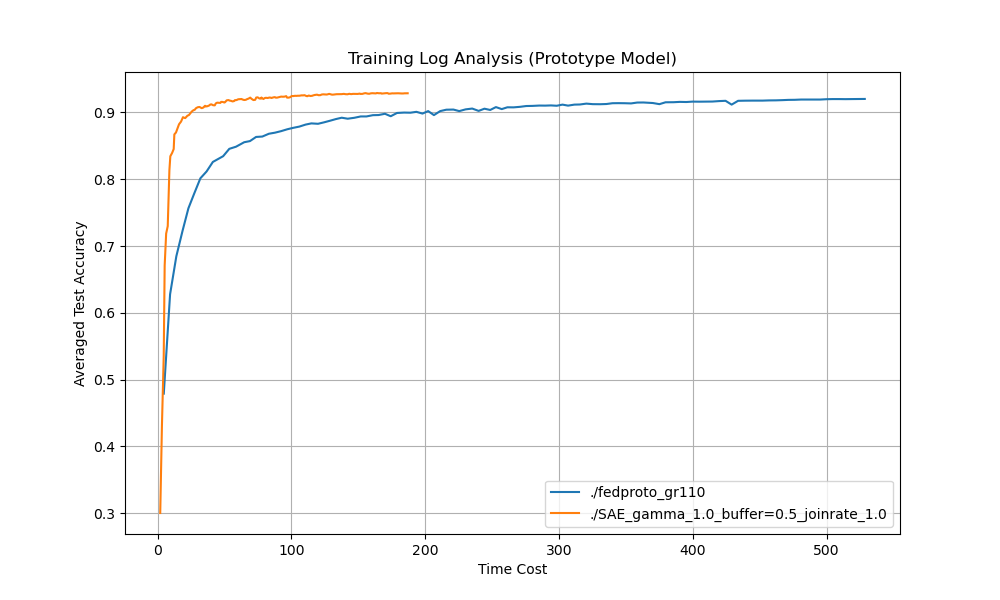 Training Log Analysis (Prototype Model)
Averaged Test Accuracy
0.9
0.8
0.7
0.6
0.5
0.4
0.3
0 100 200 300 400 500
Time Cost
./fedproto_gr110
./SAE_gamma_1.0_buffer=0.5_joinrate_1.0